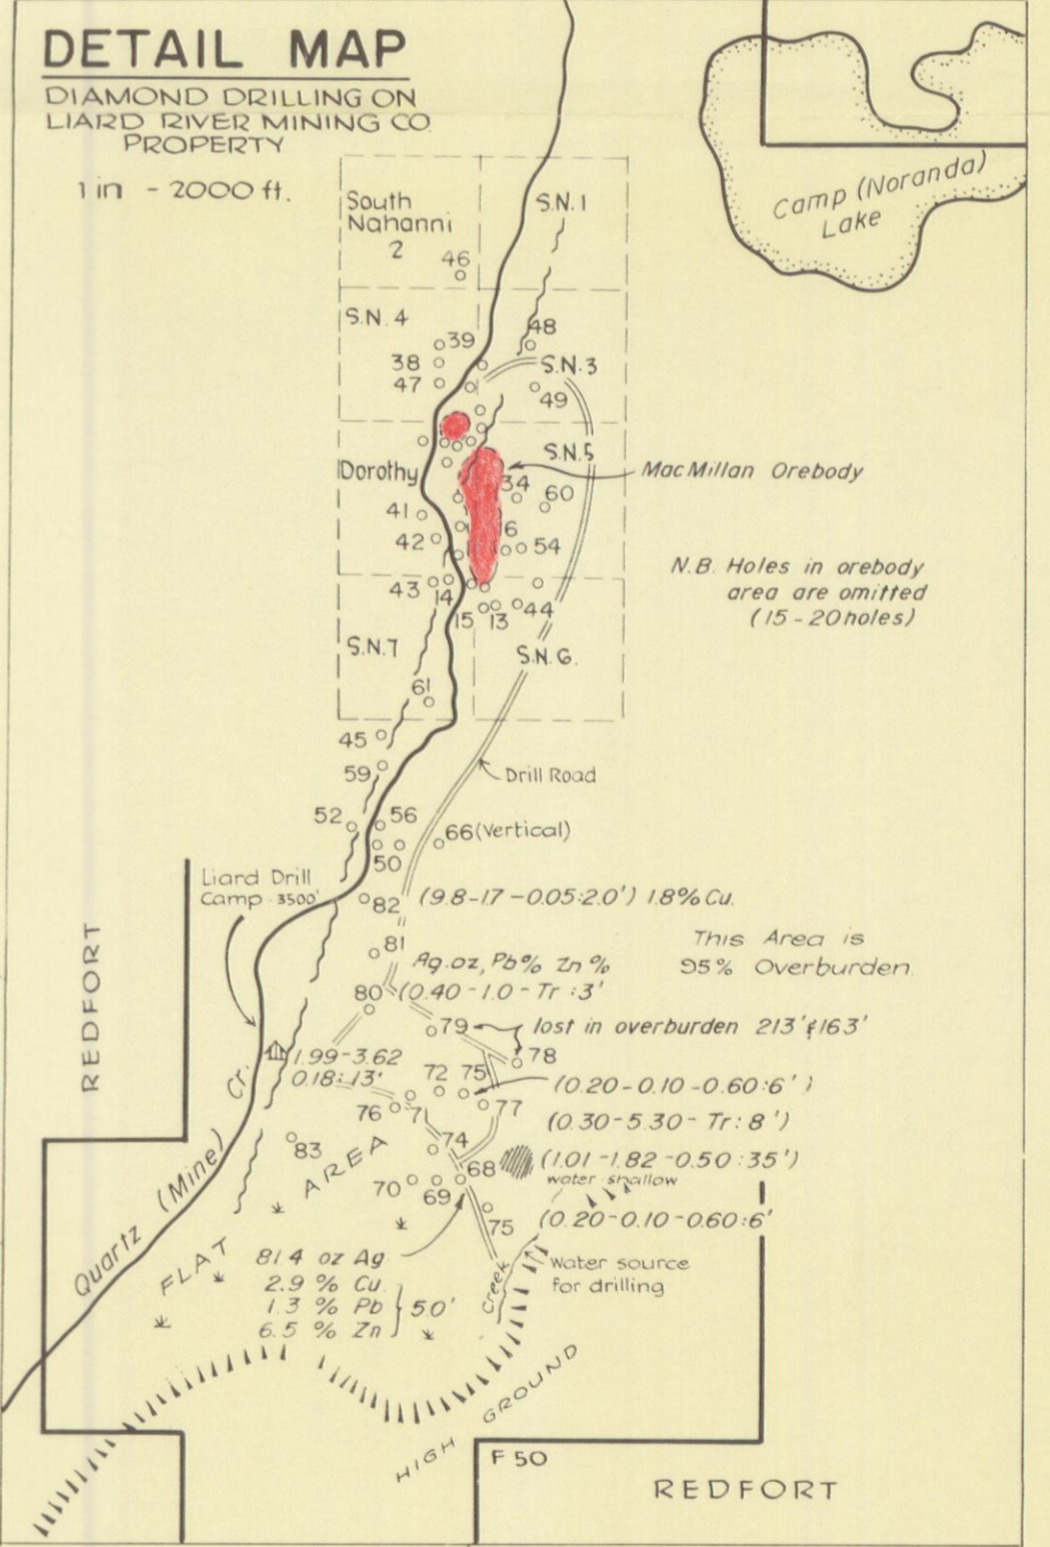 DETAIL MAP
DIAMOND DRILLING ON
LIARD RIVER MINING CO.
PROPERTY
1 in - 2000 ft.
Camp (Noranda)
Lake
South
Nahanni
2
S.N. 1
46
S.N. 4
39
48
38
S.N. 3
47
49
S.N. 5
Dorothy
MacMillan Orebody
34
60
41
6
42
54
N.B. Holes in orebody
area are omitted
(15-20 holes)
43
14
15
13
44
S.N. 7
S.N. 6.
61
45
59
Drill Road
52
56
66 (Vertical)
50
Liard Drill
Camp - 3500'
82
(9.8-17-0.05:2.0') 1.8% Cu.
81
This Area is
95% Overburden
Ag. oz, Pb% Zn%
80
(0.40-1.0-Tr:3'
79
lost in overburden 213' & 163'
REDFORT
1.99-3.62
0.18:13'
78
72
75
(0.20-0.10-0.60:6')
Cr.
76
7
77
(0.30-5.30-Tr:8')
83
74
AREA
68
(1.01-1.82-0.50:35')
water shallow
70
69
75
(0.20-0.10-0.60:6'
Quartz (Mine)
FLAT
81.4 oz Ag
2.9 % Cu
1.3 % Pb
6.5 % Zn
50'
Creek
Water source
for drilling
HIGH GROUND
F 50
REDFORT